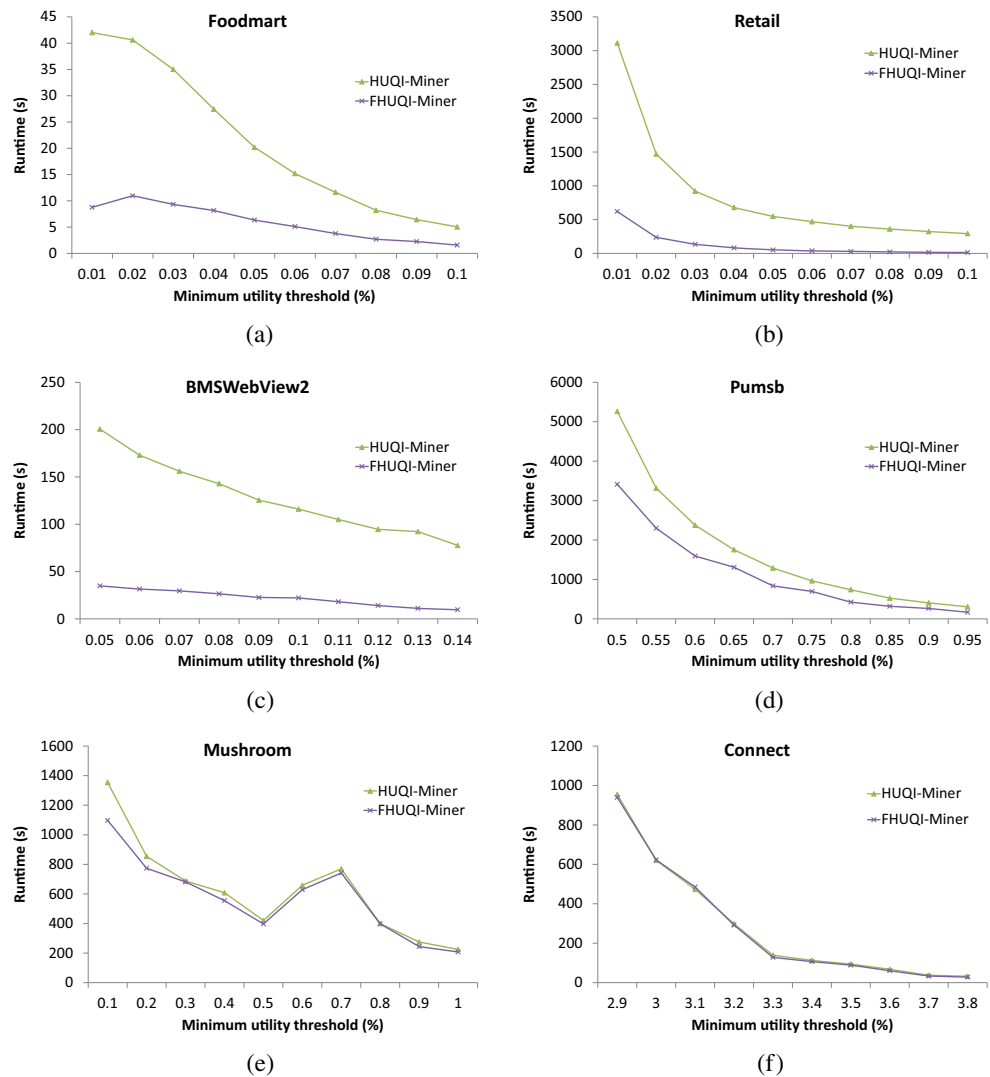 Foodmart
45
40
35
30
25
20
15
10
5
0
Runtime (s)
HUQI-Miner
FHUQI-Miner
0.01 0.02 0.03 0.04 0.05 0.06 0.07 0.08 0.09 0.1
Minimum utility threshold (%)
(a)
Retail
3500
3000
2500
2000
1500
1000
500
0
Runtime (s)
HUQI-Miner
FHUQI-Miner
0.01 0.02 0.03 0.04 0.05 0.06 0.07 0.08 0.09 0.1
Minimum utility threshold (%)
(b)
BMSWebView2
250
200
150
100
50
0
Runtime (s)
HUQI-Miner
FHUQI-Miner
0.05 0.06 0.07 0.08 0.09 0.1 0.11 0.12 0.13 0.14
Minimum utility threshold (%)
(c)
Pumsb
6000
5000
4000
3000
2000
1000
0
Runtime (s)
HUQI-Miner
FHUQI-Miner
0.5 0.55 0.6 0.65 0.7 0.75 0.8 0.85 0.9 0.95
Minimum utility threshold (%)
(d)
Mushroom
1600
1400
1200
1000
800
600
400
200
0
Runtime (s)
HUQI-Miner
FHUQI-Miner
0.1 0.2 0.3 0.4 0.5 0.6 0.7 0.8 0.9 1
Minimum utility threshold (%)
(e)
Connect
1200
1000
800
600
400
200
0
Runtime (s)
HUQI-Miner
FHUQI-Miner
2.9 3 3.1 3.2 3.3 3.4 3.5 3.6 3.7 3.8
Minimum utility threshold (%)
(f)